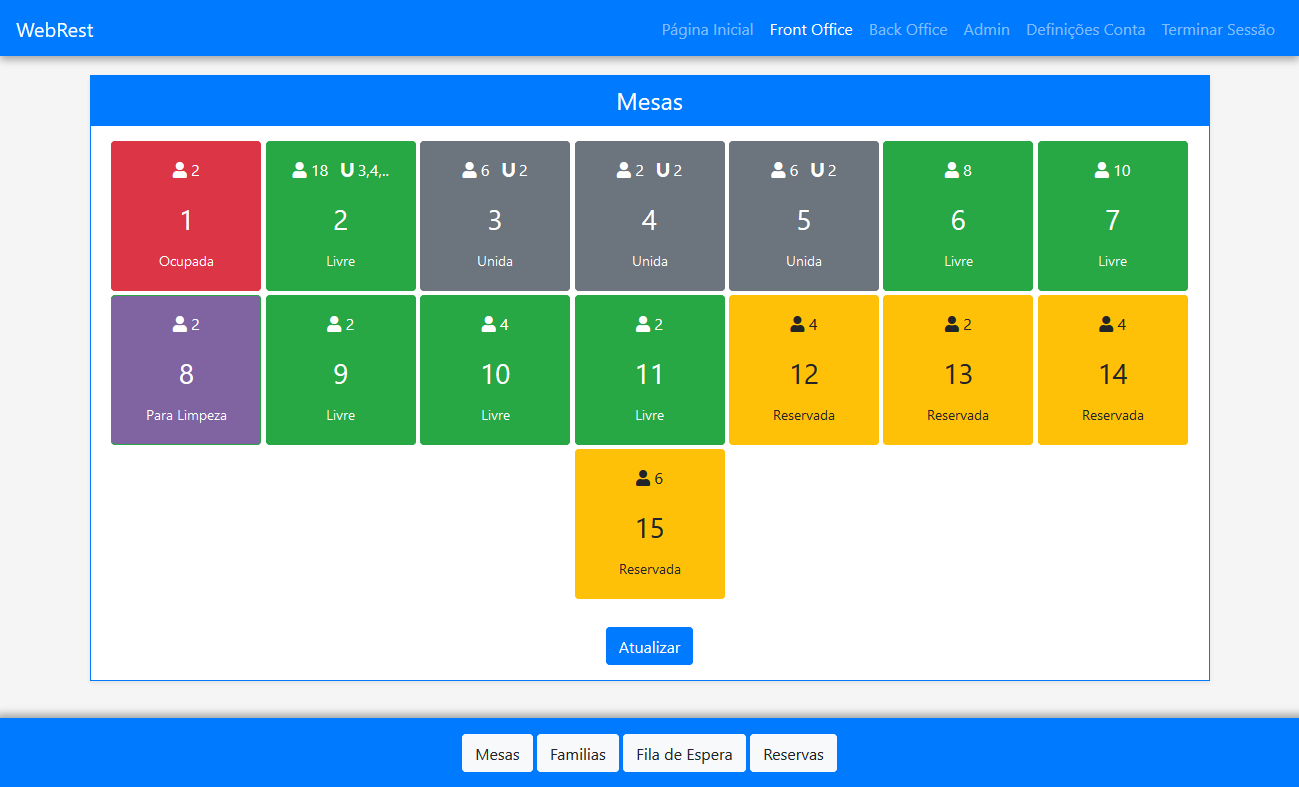 WebRest
Página Inicial Front Office Back Office Admin Definições Conta Terminar Sessão
Mesas
2
1
Ocupada
18 U 3,4,..
2
Livre
6 U 2
3
Unida
2 U 2
4
Unida
6 U 2
5
Unida
8
6
Livre
10
7
Livre
2
8
Para Limpeza
2
9
Livre
4
10
Livre
2
11
Livre
4
12
Reservada
2
13
Reservada
4
14
Reservada
6
15
Reservada
Atualizar
Mesas Familias Fila de Espera Reservas